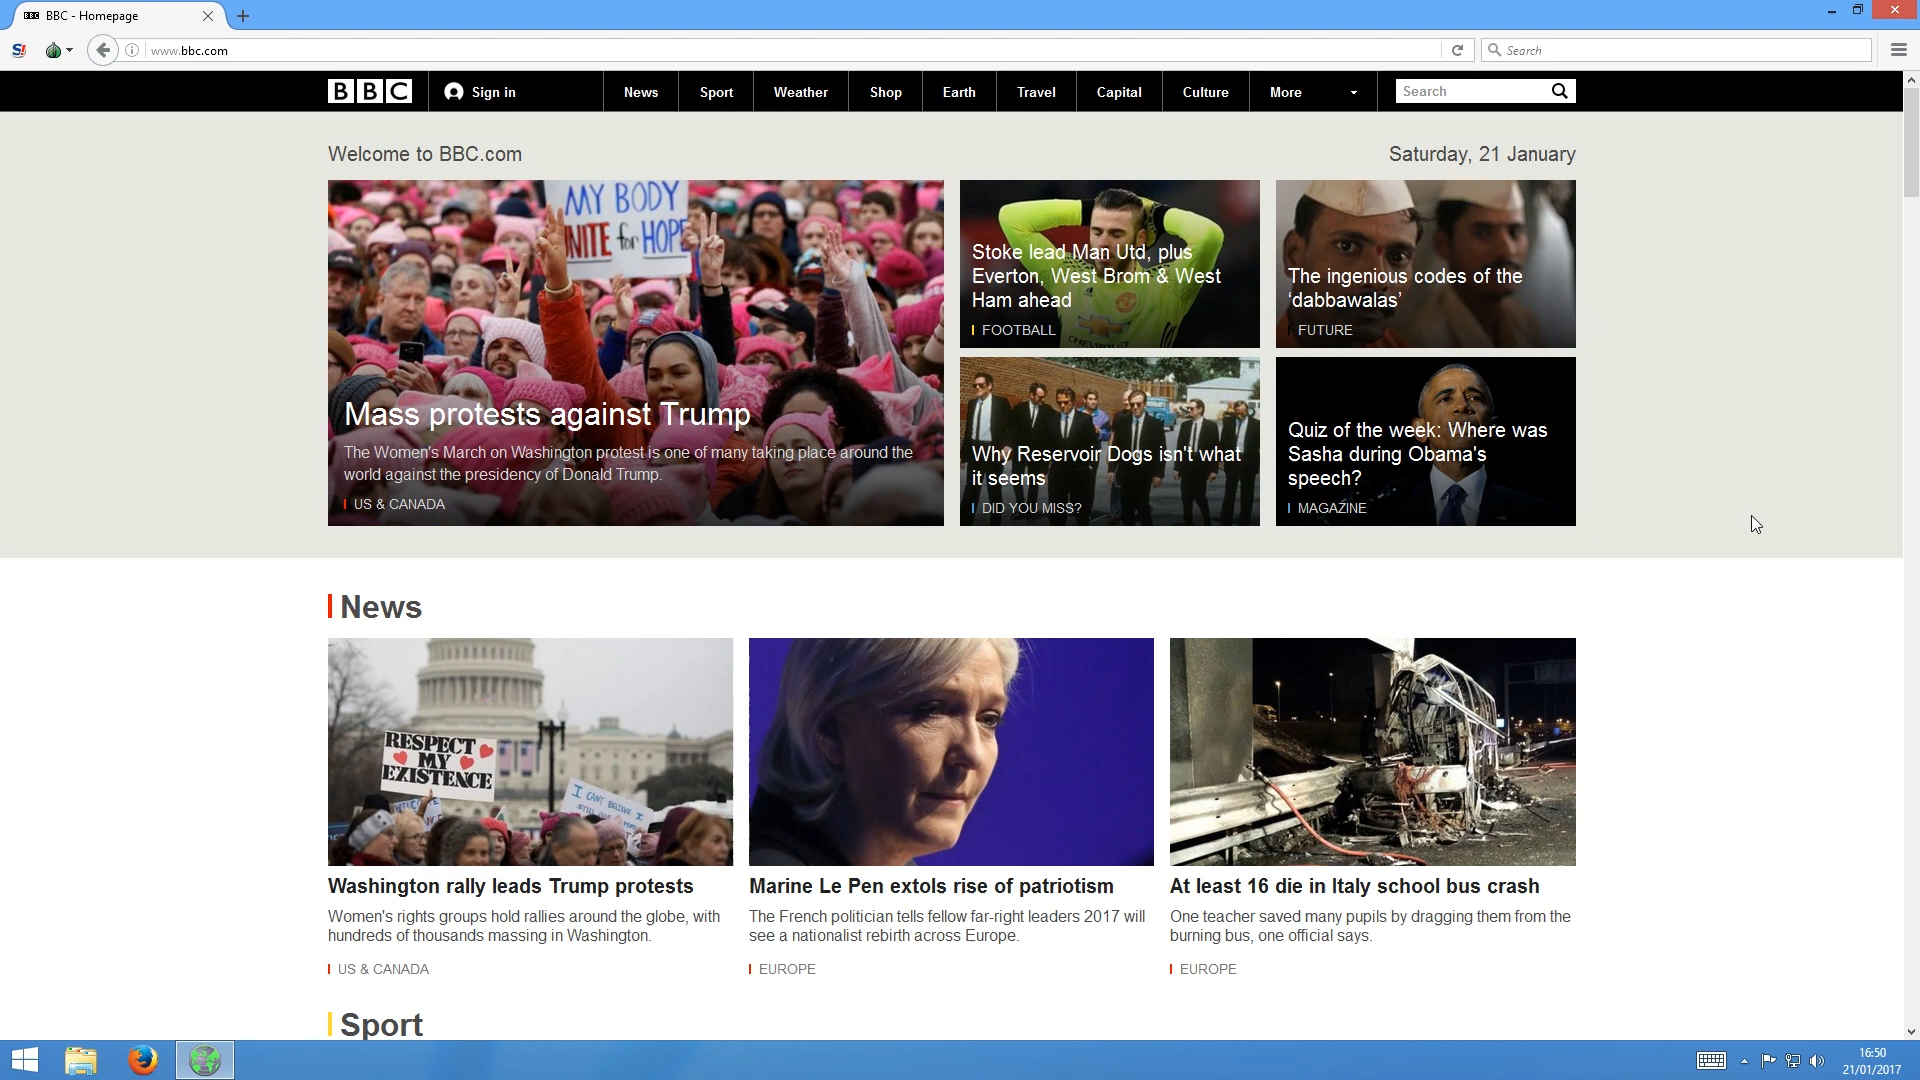 BBC - Homepage
www.bbc.com
Search
BBC
Sign in
News
Sport
Weather
Shop
Earth
Travel
Capital
Culture
More
Search
Welcome to BBC.com
Saturday, 21 January
MY BODY
UNITE for HOPE
Mass protests against Trump
The Women's March on Washington protest is one of many taking place around the
world against the presidency of Donald Trump.
US & CANADA
Stoke lead Man Utd, plus
Everton, West Brom & West
Ham ahead
FOOTBALL
CHEVROLET
The ingenious codes of the
‘dabbawalas’
FUTURE
Why Reservoir Dogs isn't what
it seems
DID YOU MISS?
Quiz of the week: Where was
Sasha during Obama's
speech?
MAGAZINE
News
RESPECT
MY
EXISTENCE
I CAN'T BELIEVE I
Washington rally leads Trump protests
Women's rights groups hold rallies around the globe, with
hundreds of thousands massing in Washington.
US & CANADA
Marine Le Pen extols rise of patriotism
The French politician tells fellow far-right leaders 2017 will
see a nationalist rebirth across Europe.
EUROPE
At least 16 die in Italy school bus crash
One teacher saved many pupils by dragging them from the
burning bus, one official says.
EUROPE
Sport
16:50
21/01/2017